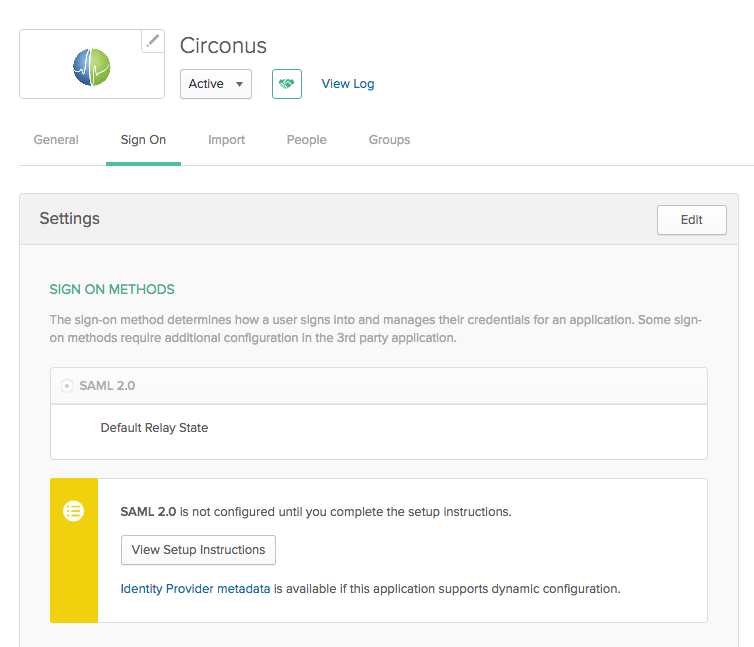 Circonus
Active
View Log
General
Sign On
Import
People
Groups
Settings
Edit
SIGN ON METHODS
The sign-on method determines how a user signs into and manages their credentials for an application. Some sign-
on methods require additional configuration in the 3rd party application.
SAML 2.0
Default Relay State
SAML 2.0 is not configured until you complete the setup instructions.
View Setup Instructions
Identity Provider metadata is available if this application supports dynamic configuration.